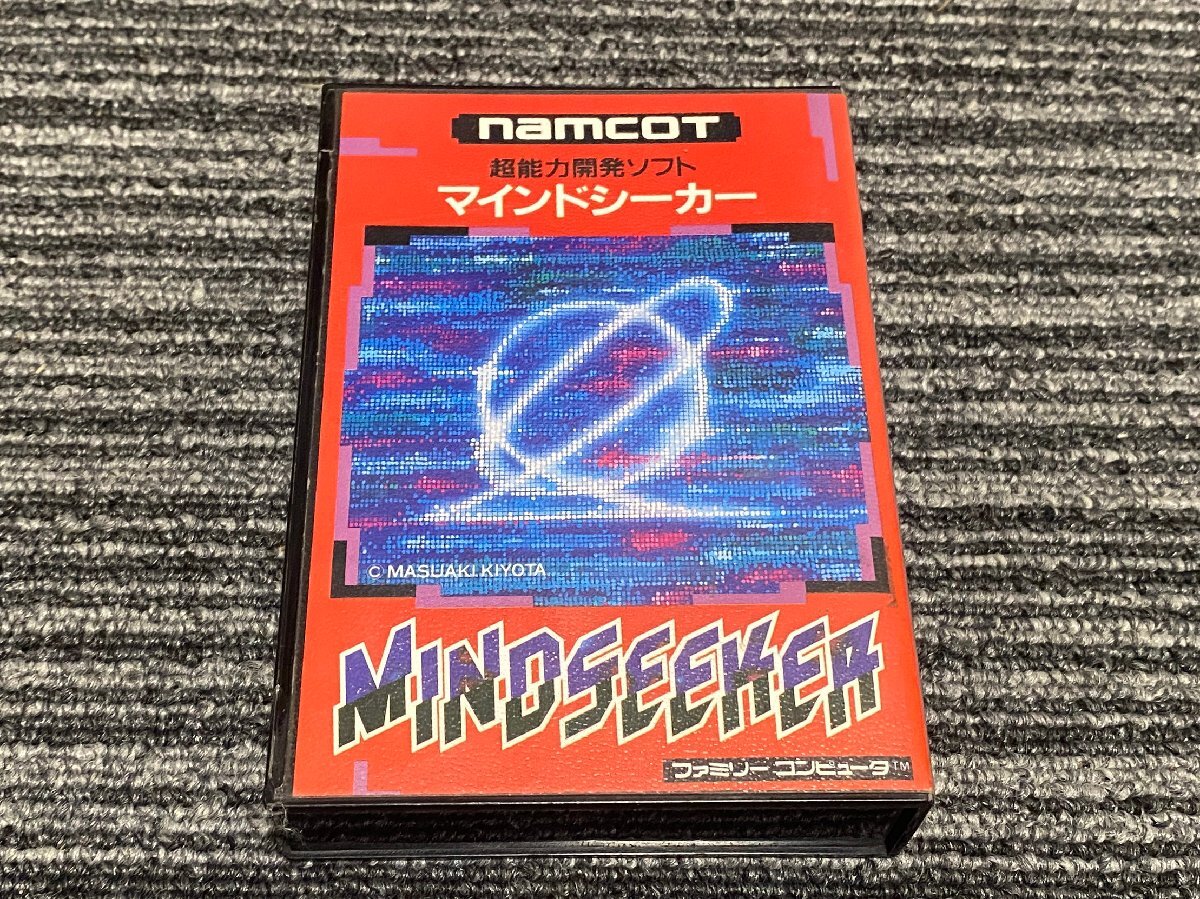 namcoT
超能力開発ソフト
マインドシーカー
© MASUAKI KIYOTA
MINDSEEKER
ファミリーコンピュータ™